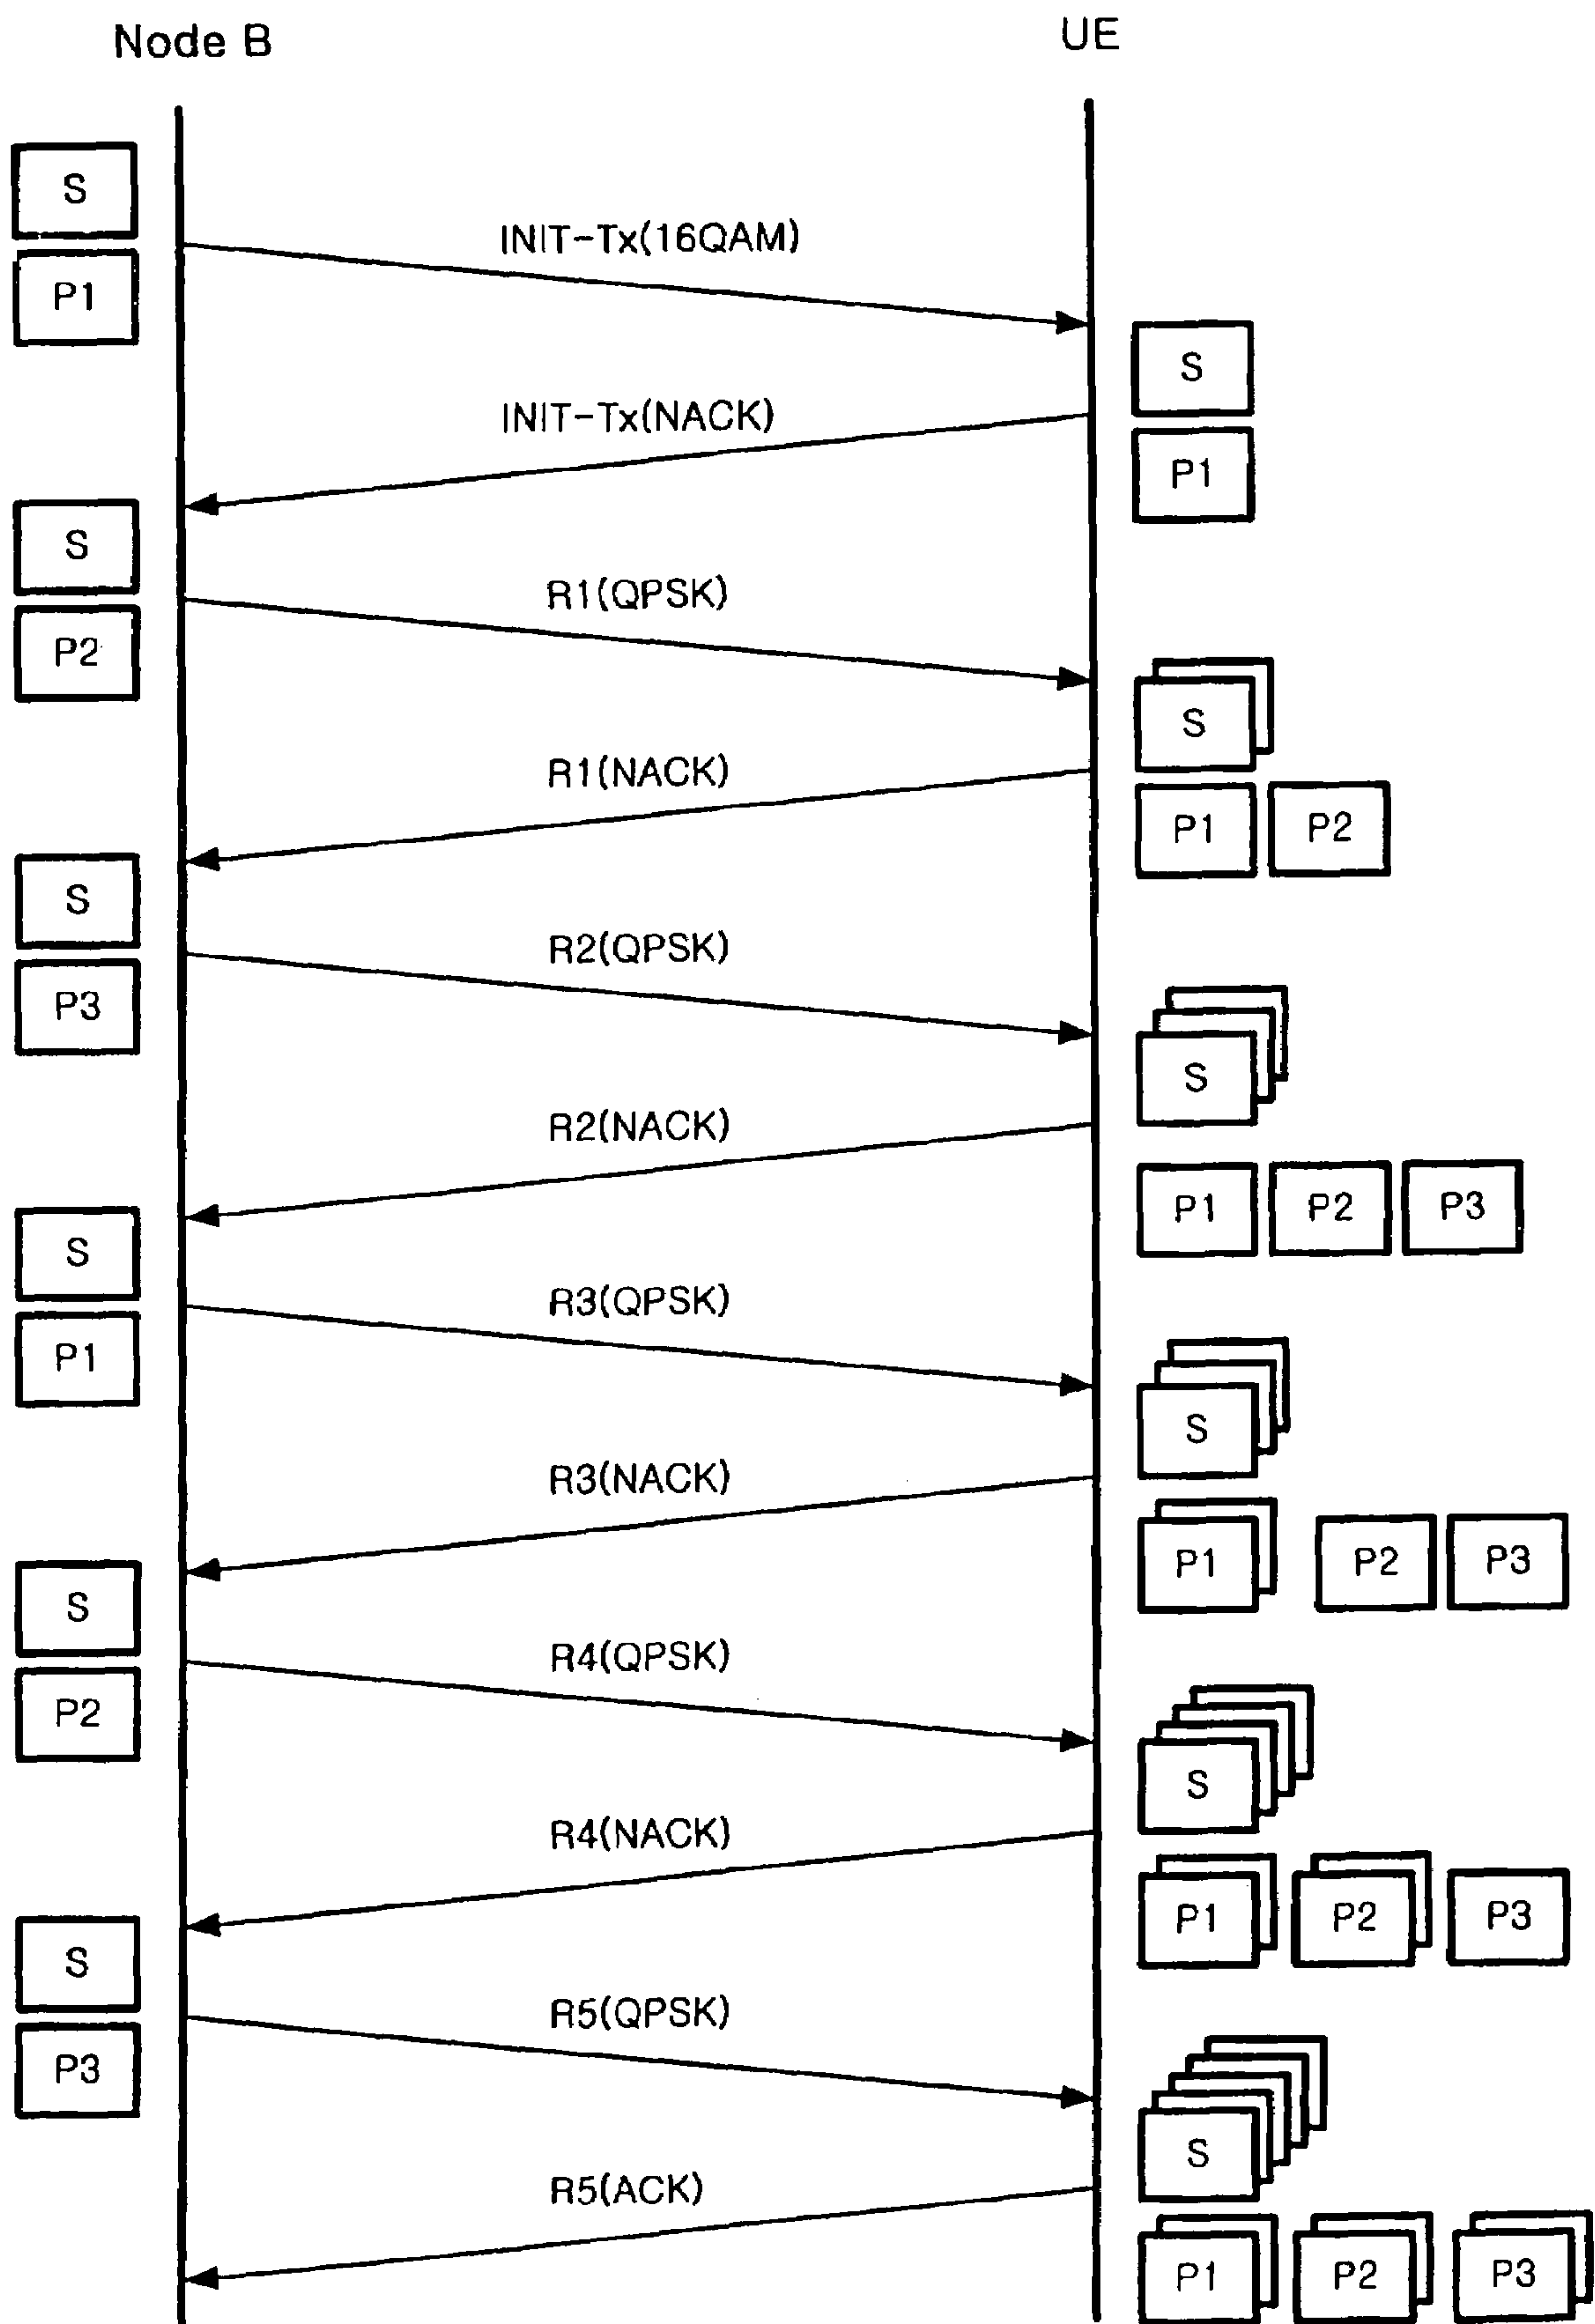 Node B
UE
S
INIT-Tx(16QAM)
P1
S
INIT-Tx(NACK)
P1
S
R1(QPSK)
P2
S
R1(NACK)
P1 P2
S
R2(QPSK)
P3
S
R2(NACK)
P1 P2 P3
S
R3(QPSK)
P1
S
R3(NACK)
P1 P2 P3
S
R4(QPSK)
P2
S
R4(NACK)
P1 P2 P3
S
R5(QPSK)
P3
S
R5(ACK)
P1 P2 P3